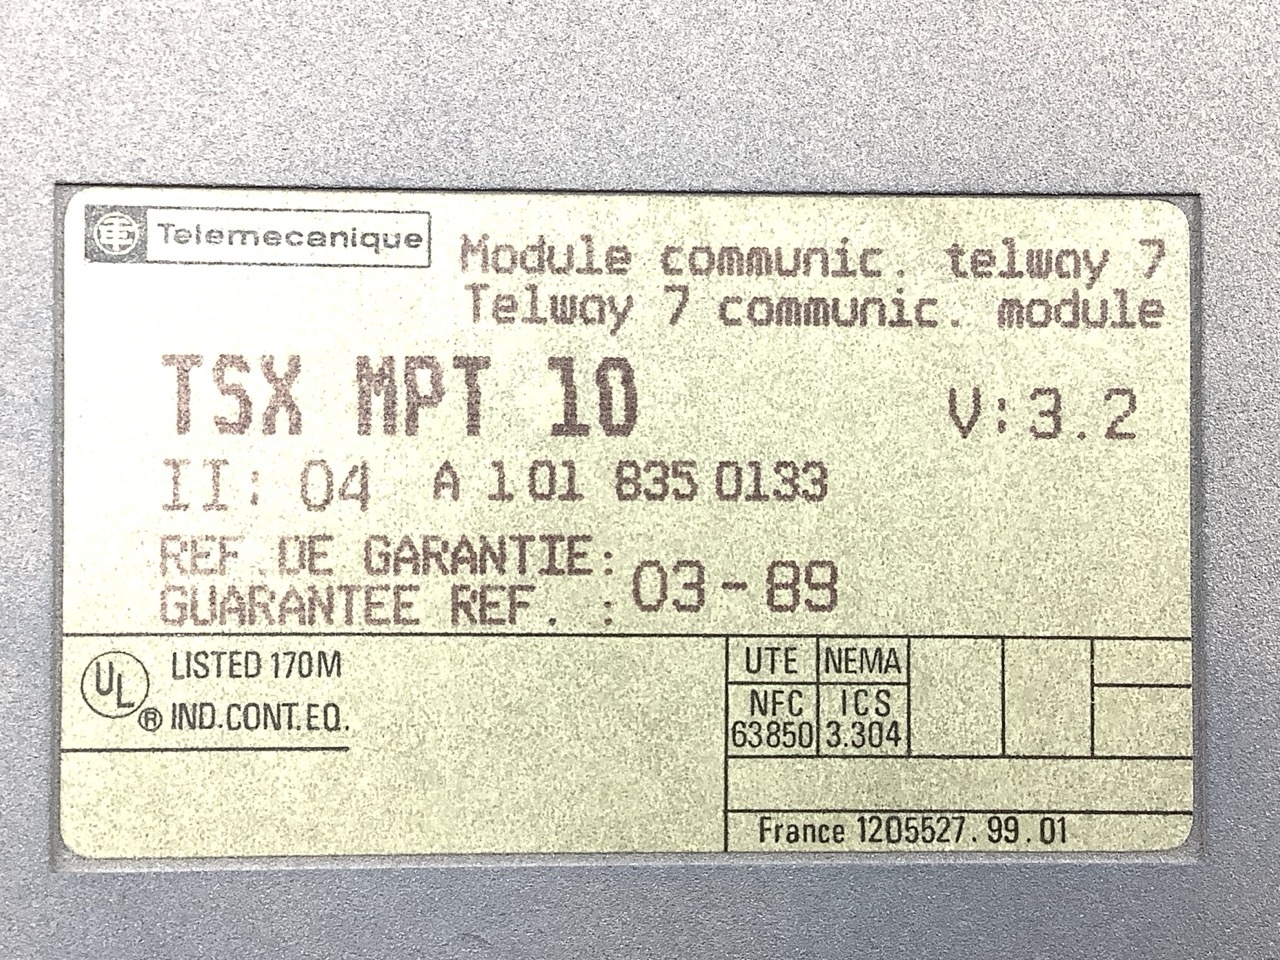 Telemecanique
Module communic. telway 7
Telway 7 communic. module
TSX MPT 10 V: 3.2
II: 04 A 101 835 0133
REF. DE GARANTIE:
GUARANTEE REF. : 03-89
UL LISTED 170M
® IND.CONT.EQ.
UTE NEMA
NFC ICS
63850 3.304
France 1205527.99.01